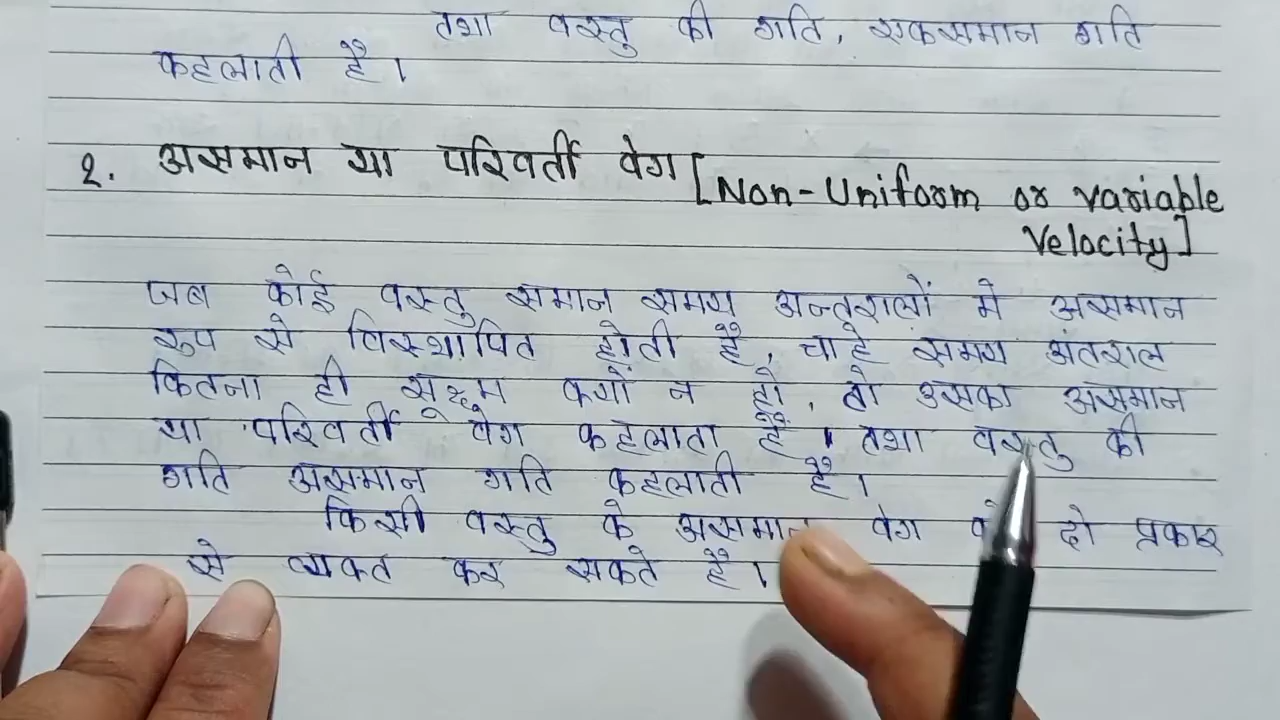 तथा वस्तु की गति, एकसमान गति
कहलाती है।
2. असमान या परिवर्ती वेग [Non-Uniform or variable
Velocity]
जब कोई वस्तु समान समय अन्तरालों मे असमान
रुप से विस्थापित होती है, चाहे समय अंतराल
कितना ही सूक्ष्म क्यों न हो, तो उसका असमान
या परिवर्ती वेग कहलाता है। तथा वस्तु की
गति असमान गति कहलाती है।
किसी वस्तु के असमान वेग दो प्रकार
से व्यक्त कर सकते है।